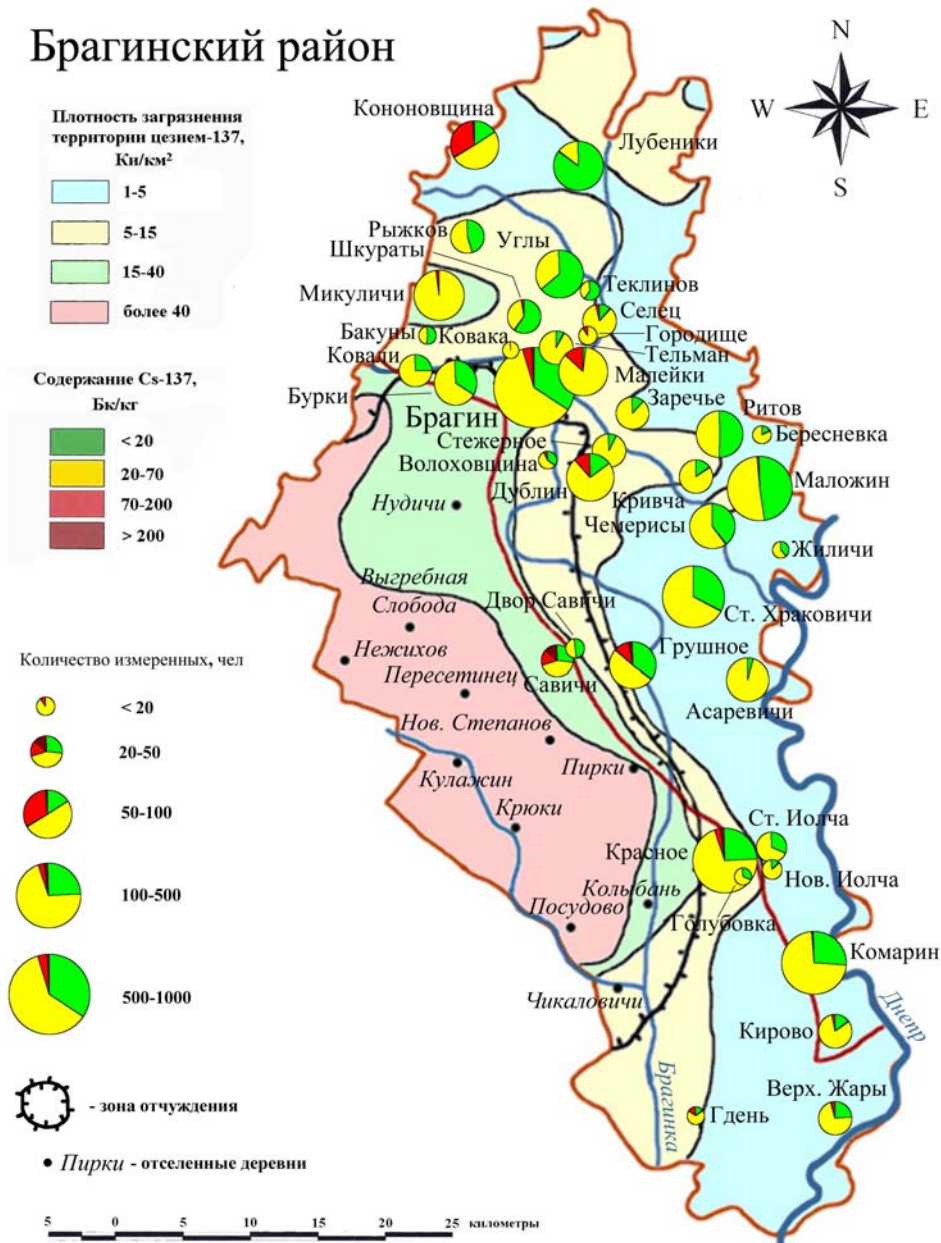 Брагинский район
N
W
E
S
Плотность загрязнения
территории цезием-137,
Ки/км²
1-5
5-15
15-40
более 40
Содержание Cs-137,
Бк/кг
< 20
20-70
70-200
> 200
Количество измеренных, чел
< 20
20-50
50-100
100-500
500-1000
- зона отчуждения
Пирки - отселенные деревни
5 0 5 10 15 20 25 километры
Кононовщина
Лубеники
Рыжков
Углы
Шкураты
Теклинов
Микуличи
Селец
Бакуны
Ковака
Городище
Ковали
Тельман
Малейки
Бурки
Заречье
Брагин
Ритов
Стежерное
Бересневка
Волоховщина
Дублин
Кривча
Маложин
Нудичи
Чемерисы
Жиличи
Выгребная
Слобода
Двор Савичи
Ст. Храковичи
Нежихов
Грушное
Пересетинец
Савичи
Асаревичи
Нов. Степанов
Кулажин
Пирки
Крюки
Ст. Иолча
Красное
Нов. Иолча
Колыбань
Посудово
Голубовка
Комарин
Чикаловичи
Днепр
Кирово
Брагинка
Верх. Жары
Гдень